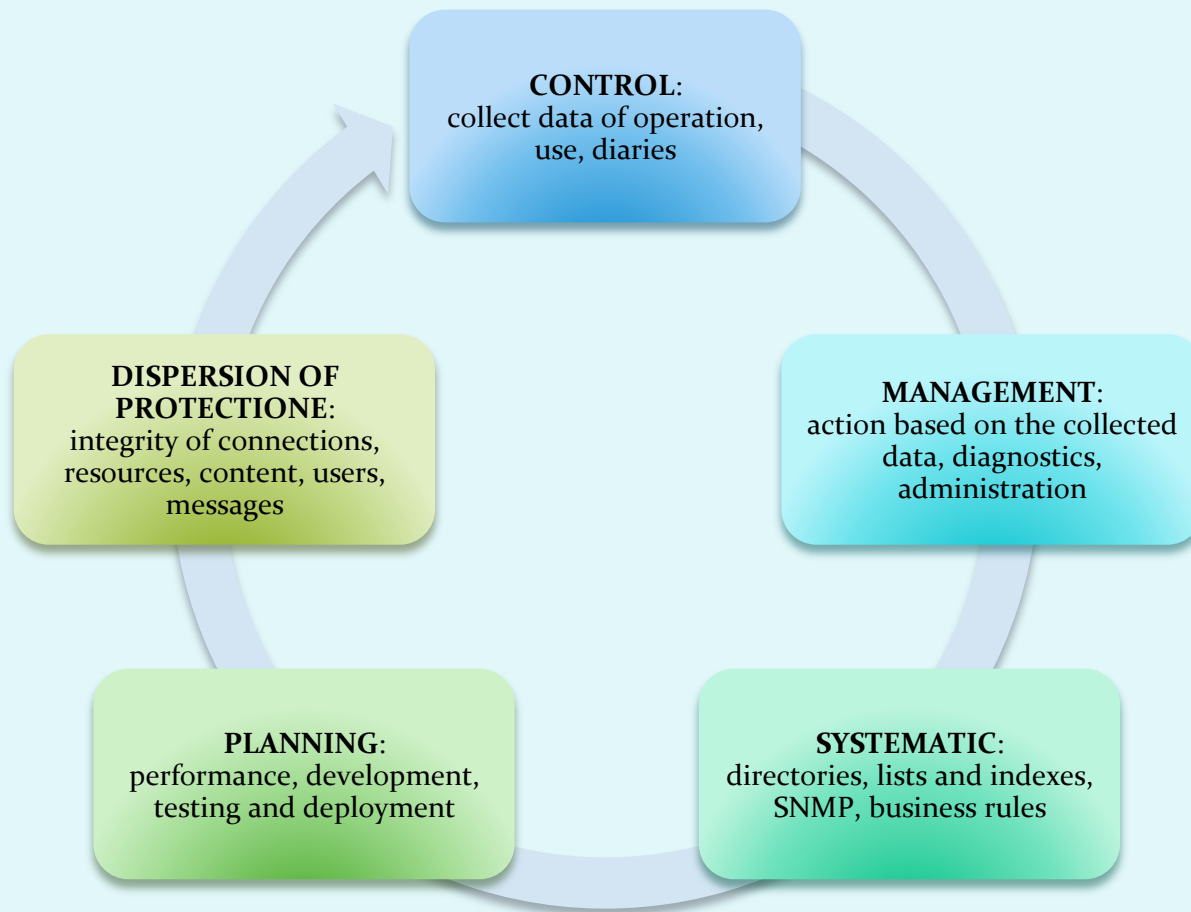 CONTROL:
collect data of operation,
use, diaries
MANAGEMENT:
action based on the collected
data, diagnostics,
administration
SYSTEMATIC:
directories, lists and indexes,
SNMP, business rules
PLANNING:
performance, development,
testing and deployment
DISPERSION OF
PROTECTIONE:
integrity of connections,
resources, content, users,
messages